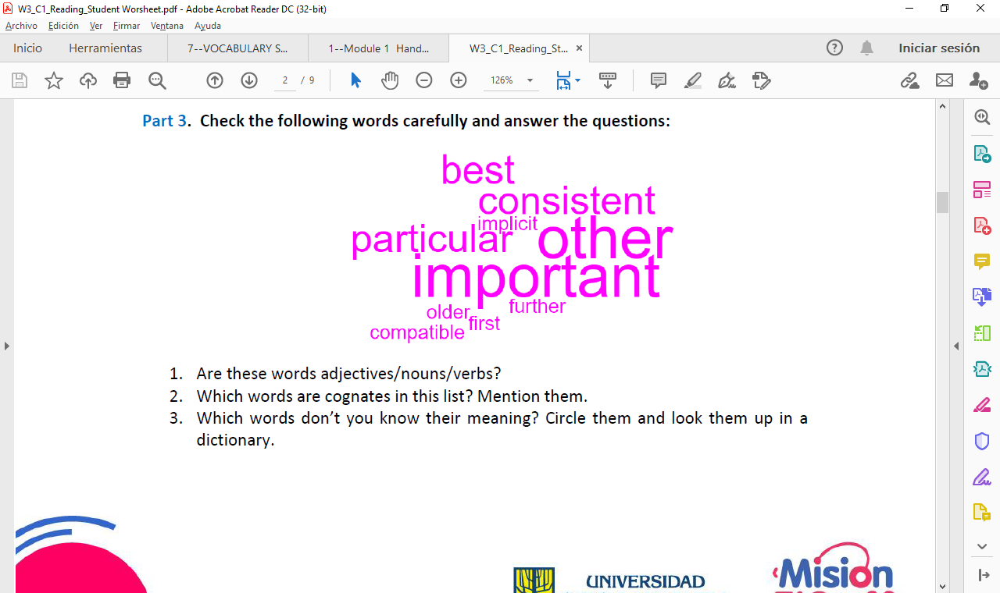 W3_C1_Reading_Student Worsheet.pdf - Adobe Acrobat Reader DC (32-bit)
Archivo Edición Ver Firmar Ventana Ayuda
Inicio Herramientas 7--VOCABULARY S... 1--Module 1 Hand... W3_C1_Reading_St... × Iniciar sesión
2 / 9 126%
Part 3. Check the following words carefully and answer the questions:
best
consistent
implicit
particular other
important
further
older
first
compatible
1. Are these words adjectives/nouns/verbs?
2. Which words are cognates in this list? Mention them.
3. Which words don't you know their meaning? Circle them and look them up in a
dictionary.
UNIVERSIDAD
Mision